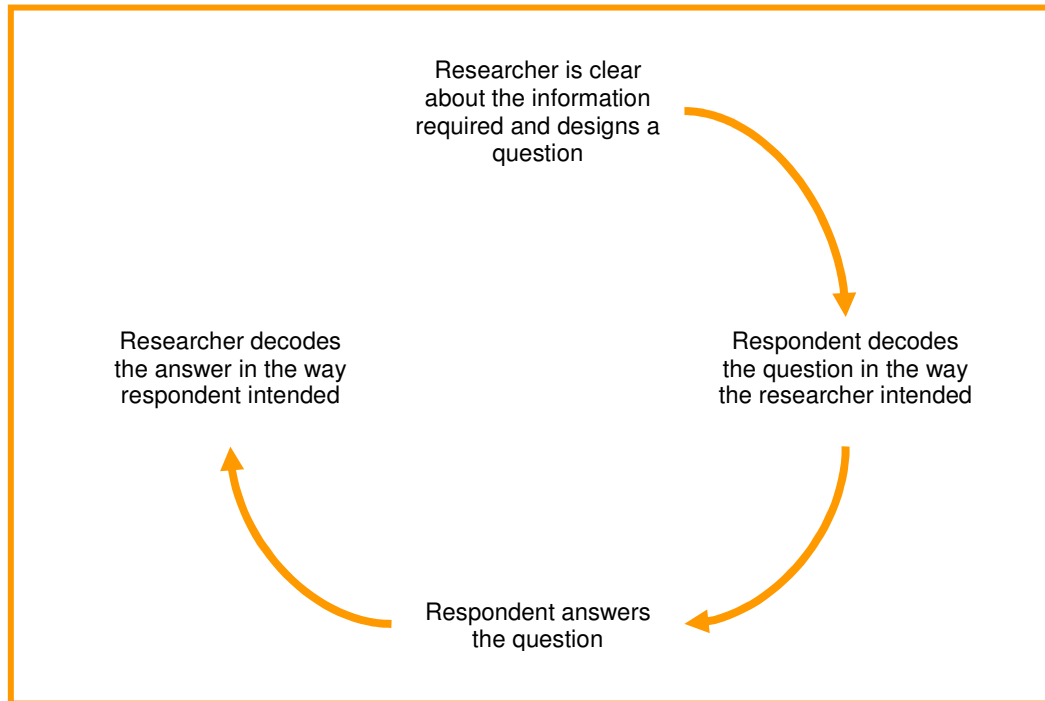 Researcher is clear
about the information
required and designs a
question
Respondent decodes
the question in the way
the researcher intended
Respondent answers
the question
Researcher decodes
the answer in the way
respondent intended